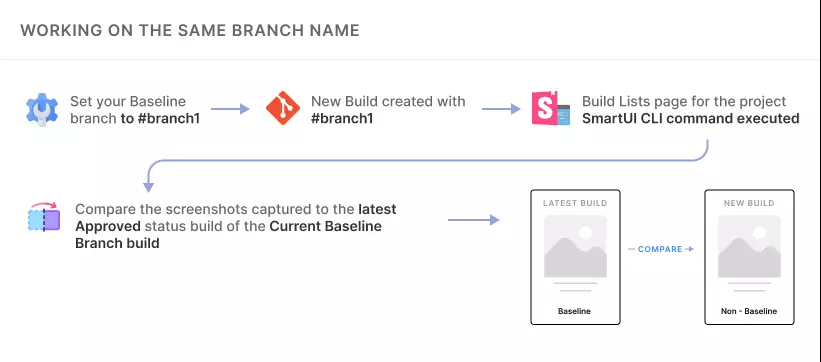 WORKING ON THE SAME BRANCH NAME
Set your Baseline
branch to #branch1
New Build created with
#branch1
Build Lists page for the project
SmartUI CLI command executed
Compare the screenshots captured to the latest
Approved status build of the Current Baseline
Branch build
LATEST BUILD
Baseline
COMPARE
NEW BUILD
Non - Baseline